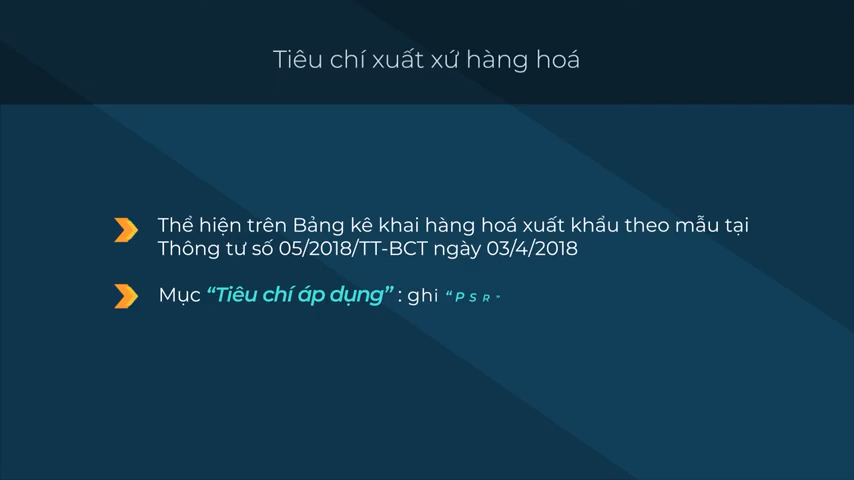 Tiêu chí xuất xứ hàng hoá
Thể hiện trên Bảng kê khai hàng hoá xuất khẩu theo mẫu tại
Thông tư số 05/2018/TT-BCT ngày 03/4/2018
Mục “Tiêu chí áp dụng” : ghi “PSR”